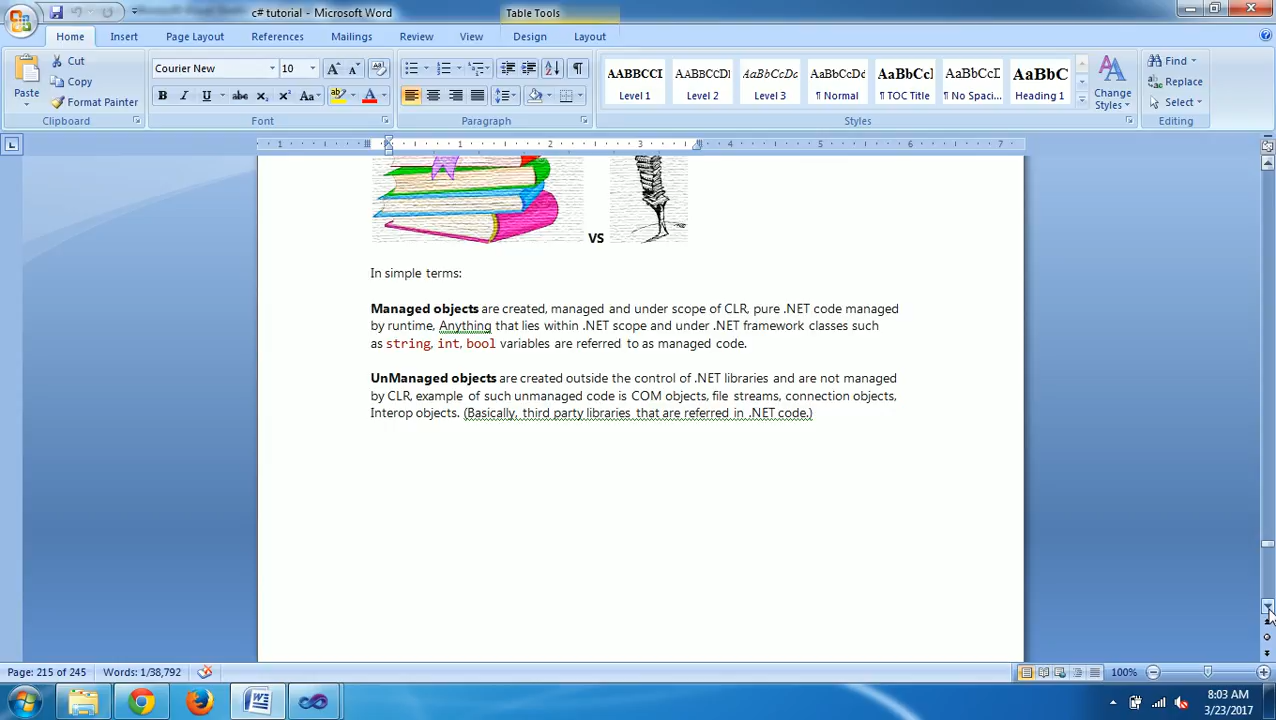 c# tutorial - Microsoft Word
Table Tools
Home Insert Page Layout References Mailings Review View Design Layout
Paste
Cut
Copy
Format Painter
Clipboard
Courier New 10
Font
Paragraph
AABBCCI AABBCCD. AaBbCcDc AaBbCcDd AaBbCcI AaBbCcD AaBbC
Level 1 Level 2 Level 3 ¶ Normal ¶ TOC Title ¶ No Spaci... Heading 1
Change Styles
Styles
Find
Replace
Select
Editing
1 1 2 3
VS
In simple terms:
Managed objects are created, managed and under scope of CLR, pure .NET code managed
by runtime, Anything that lies within .NET scope and under .NET framework classes such
as string, int, bool variables are referred to as managed code.
UnManaged objects are created outside the control of .NET libraries and are not managed
by CLR, example of such unmanaged code is COM objects, file streams, connection objects,
Interop objects. (Basically, third party libraries that are referred in .NET code.)
Page: 215 of 245 Words: 1/38,792 100%
8:03 AM
3/23/2017